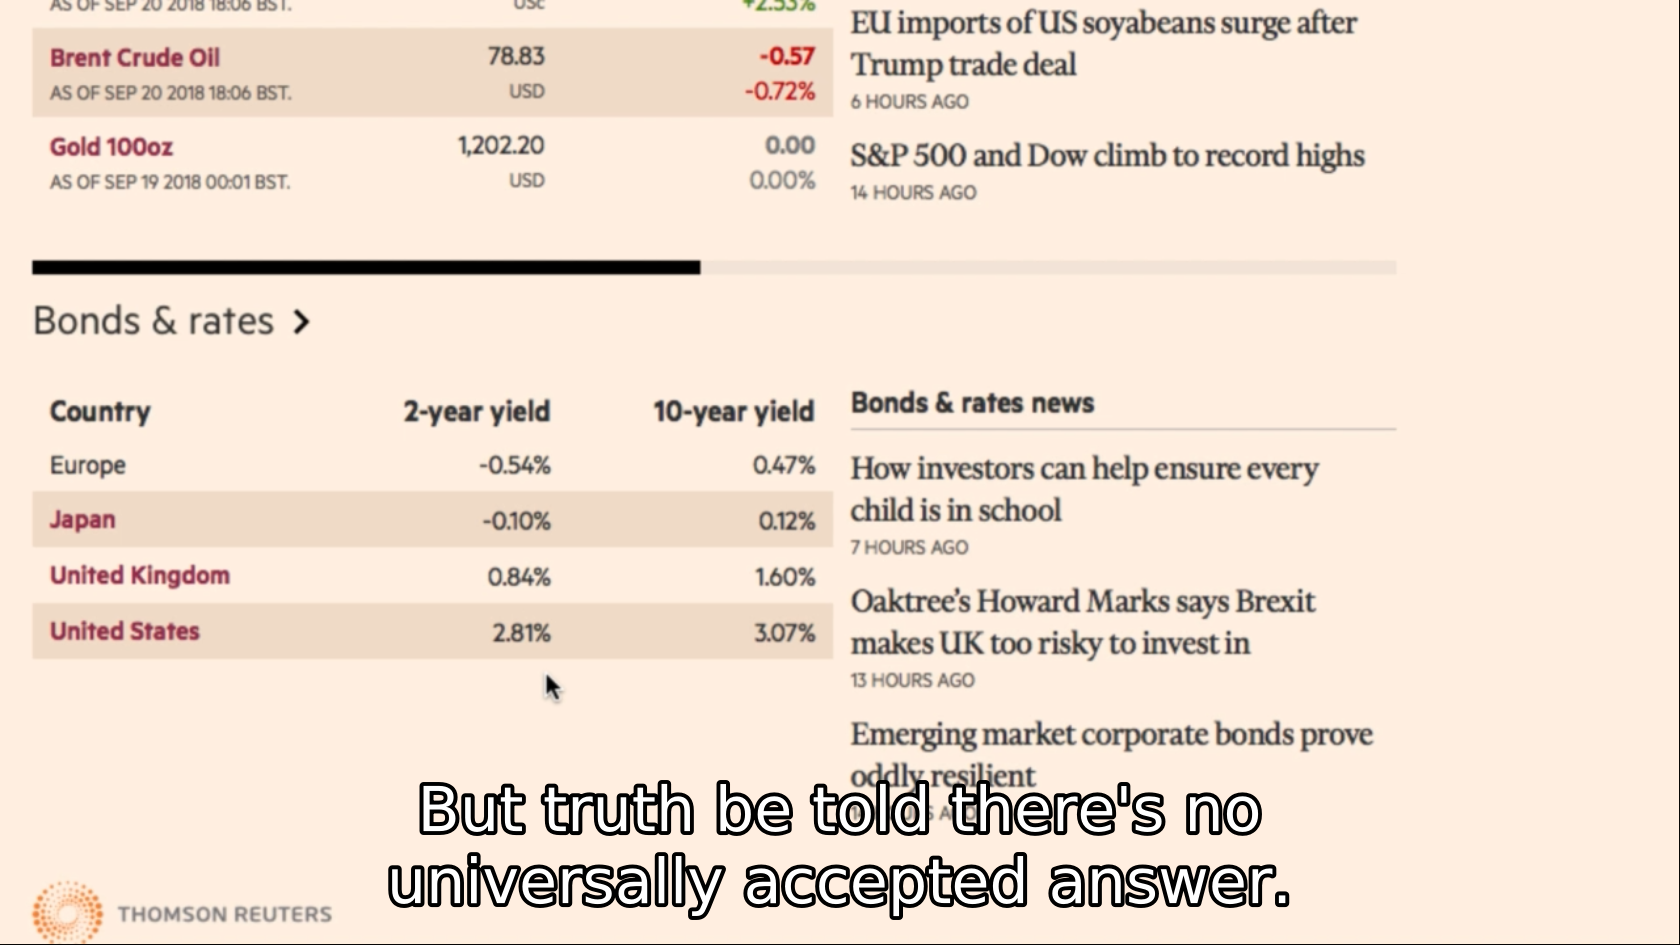 AS OF SEP 20 2018 18:06 BST. USc +2.53%
Brent Crude Oil 78.83 -0.57
AS OF SEP 20 2018 18:06 BST. USD -0.72%
Gold 100oz 1,202.20 0.00
AS OF SEP 19 2018 00:01 BST. USD 0.00%
EU imports of US soyabeans surge after
Trump trade deal
6 HOURS AGO
S&P 500 and Dow climb to record highs
14 HOURS AGO
Bonds & rates >
Country 2-year yield 10-year yield
Europe -0.54% 0.47%
Japan -0.10% 0.12%
United Kingdom 0.84% 1.60%
United States 2.81% 3.07%
Bonds & rates news
How investors can help ensure every
child is in school
7 HOURS AGO
Oaktree's Howard Marks says Brexit
makes UK too risky to invest in
13 HOURS AGO
Emerging market corporate bonds prove
oddly resilient
But truth be told there's no
universally accepted answer.
THOMSON REUTERS